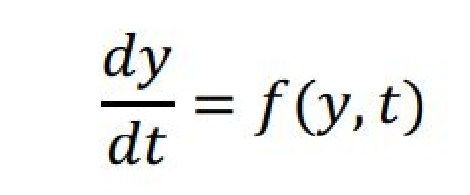 dy/dt = f(y, t)